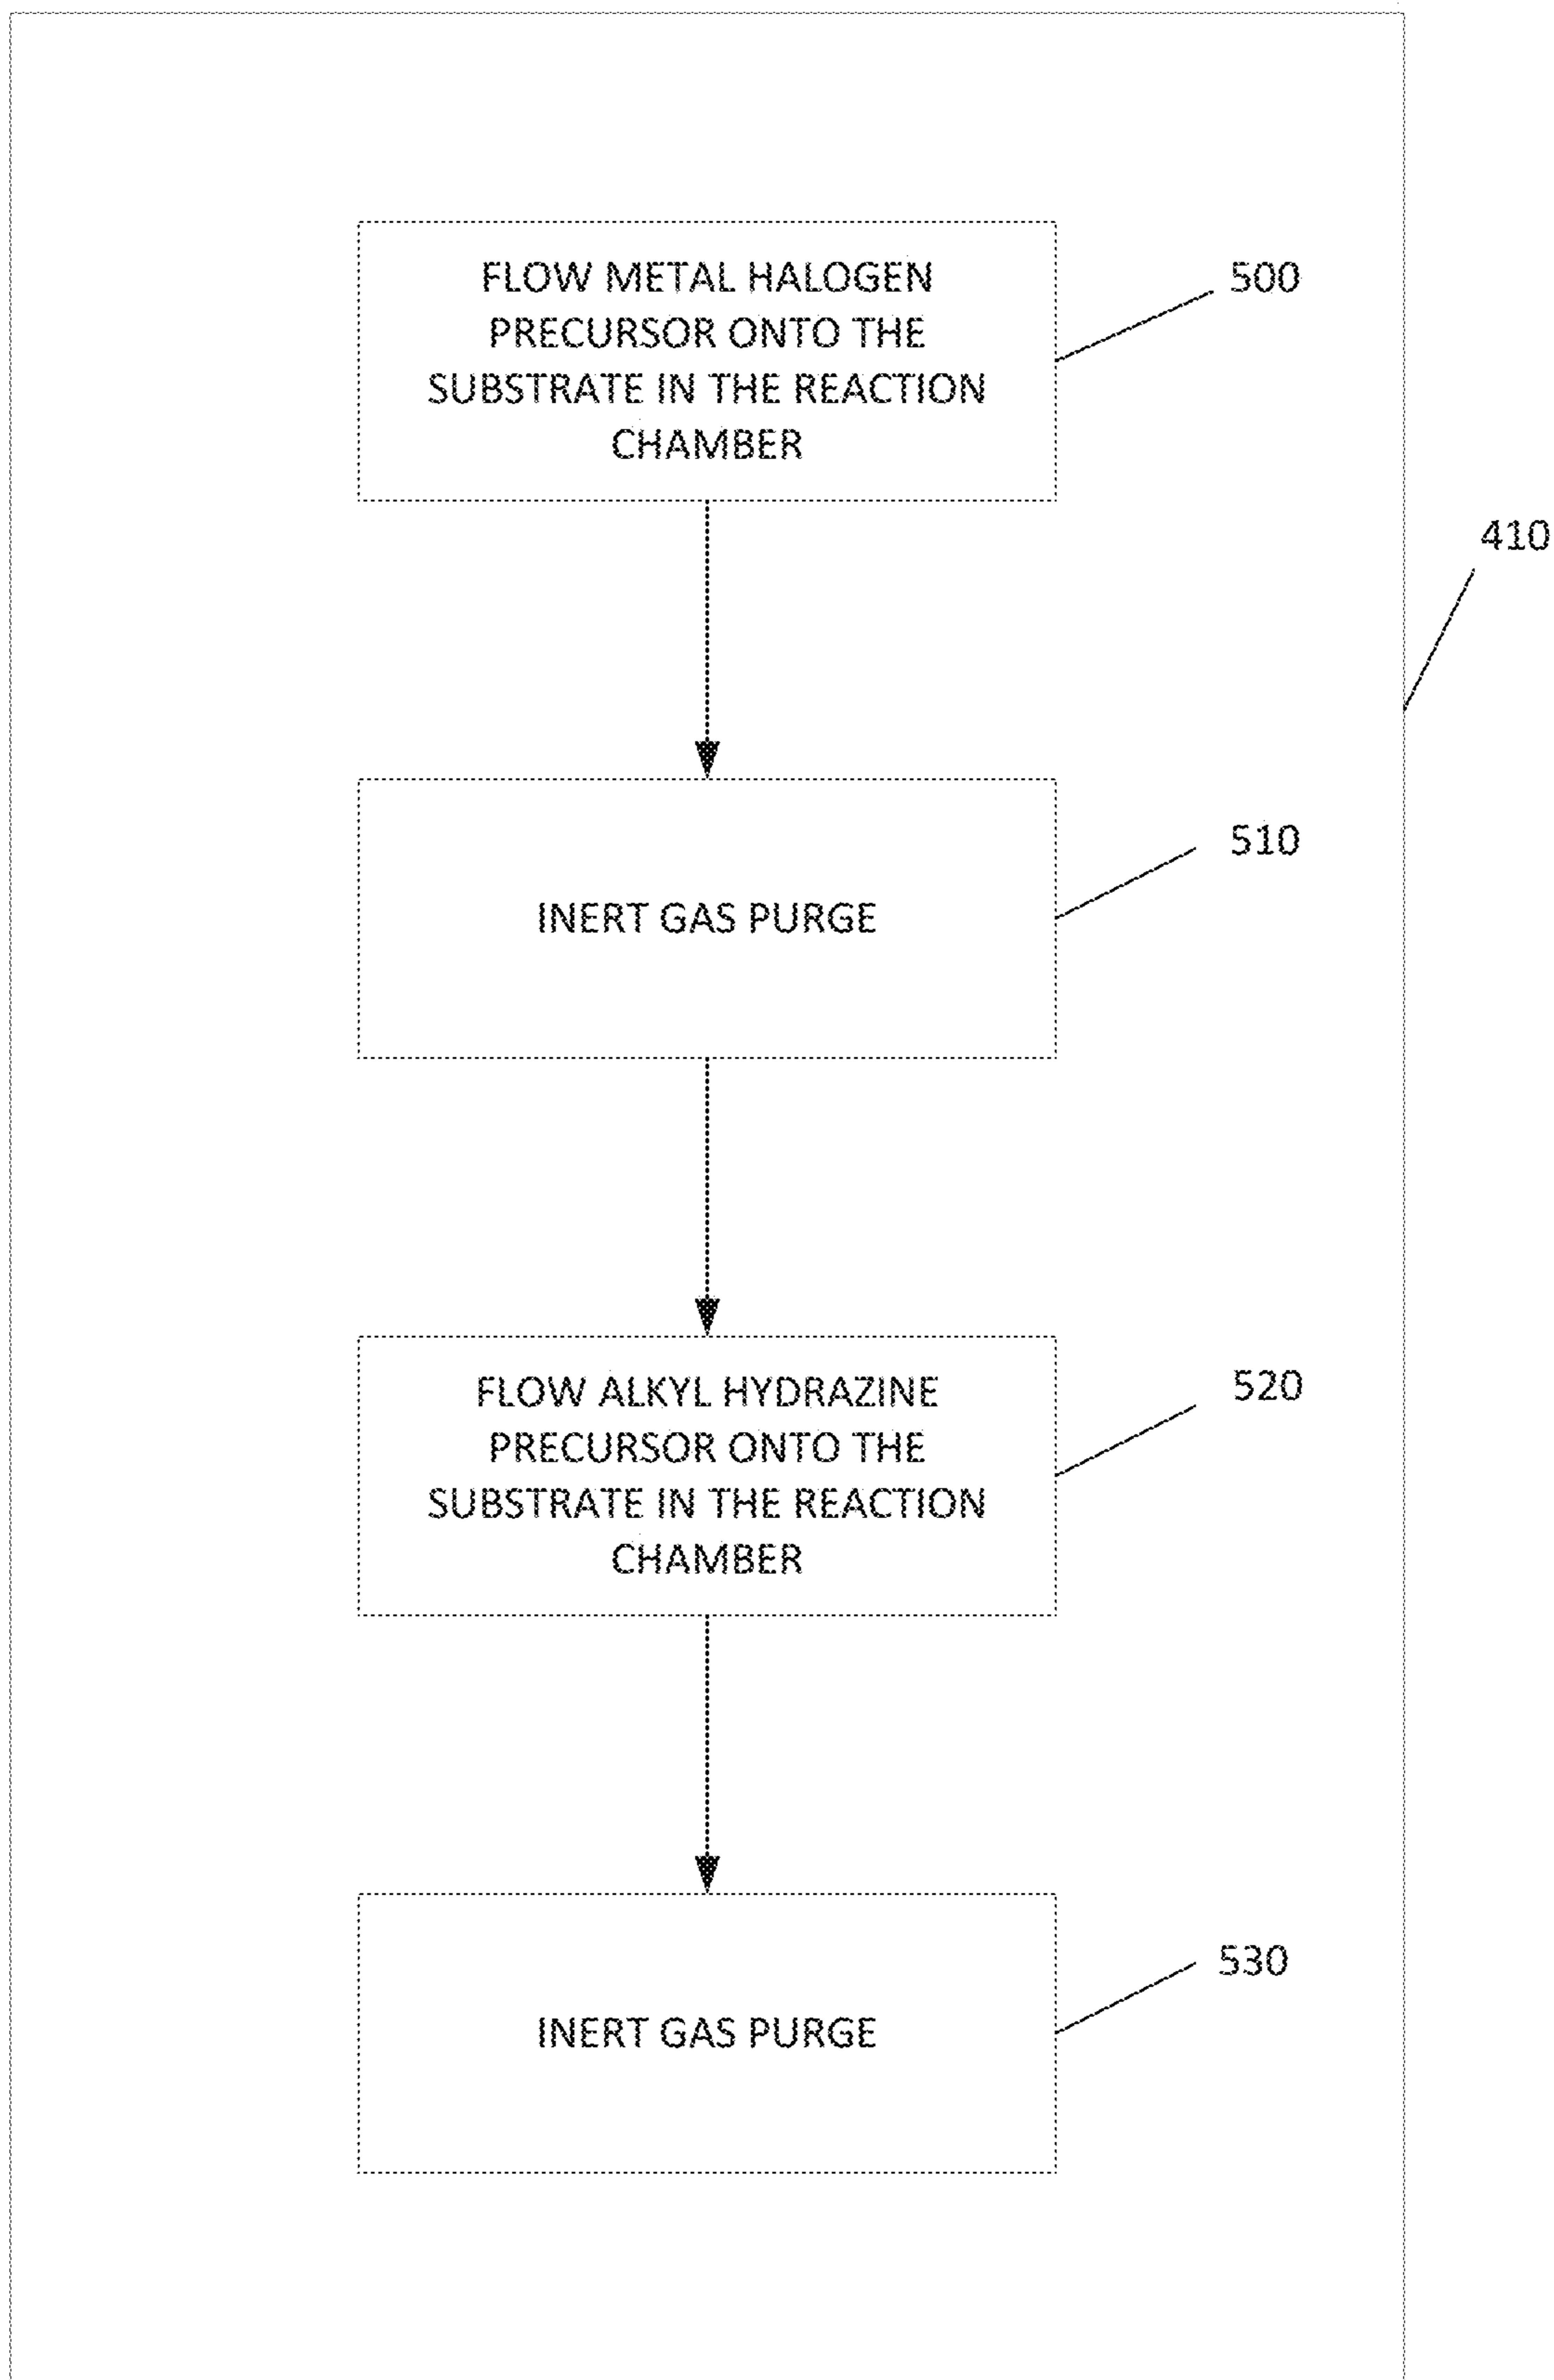 FLOW METAL HALOGEN
PRECURSOR ONTO THE
SUBSTRATE IN THE REACTION
CHAMBER
500
410
INERT GAS PURGE
510
FLOW ALKYL HYDRAZINE
PRECURSOR ONTO THE
SUBSTRATE IN THE REACTION
CHAMBER
520
INERT GAS PURGE
530